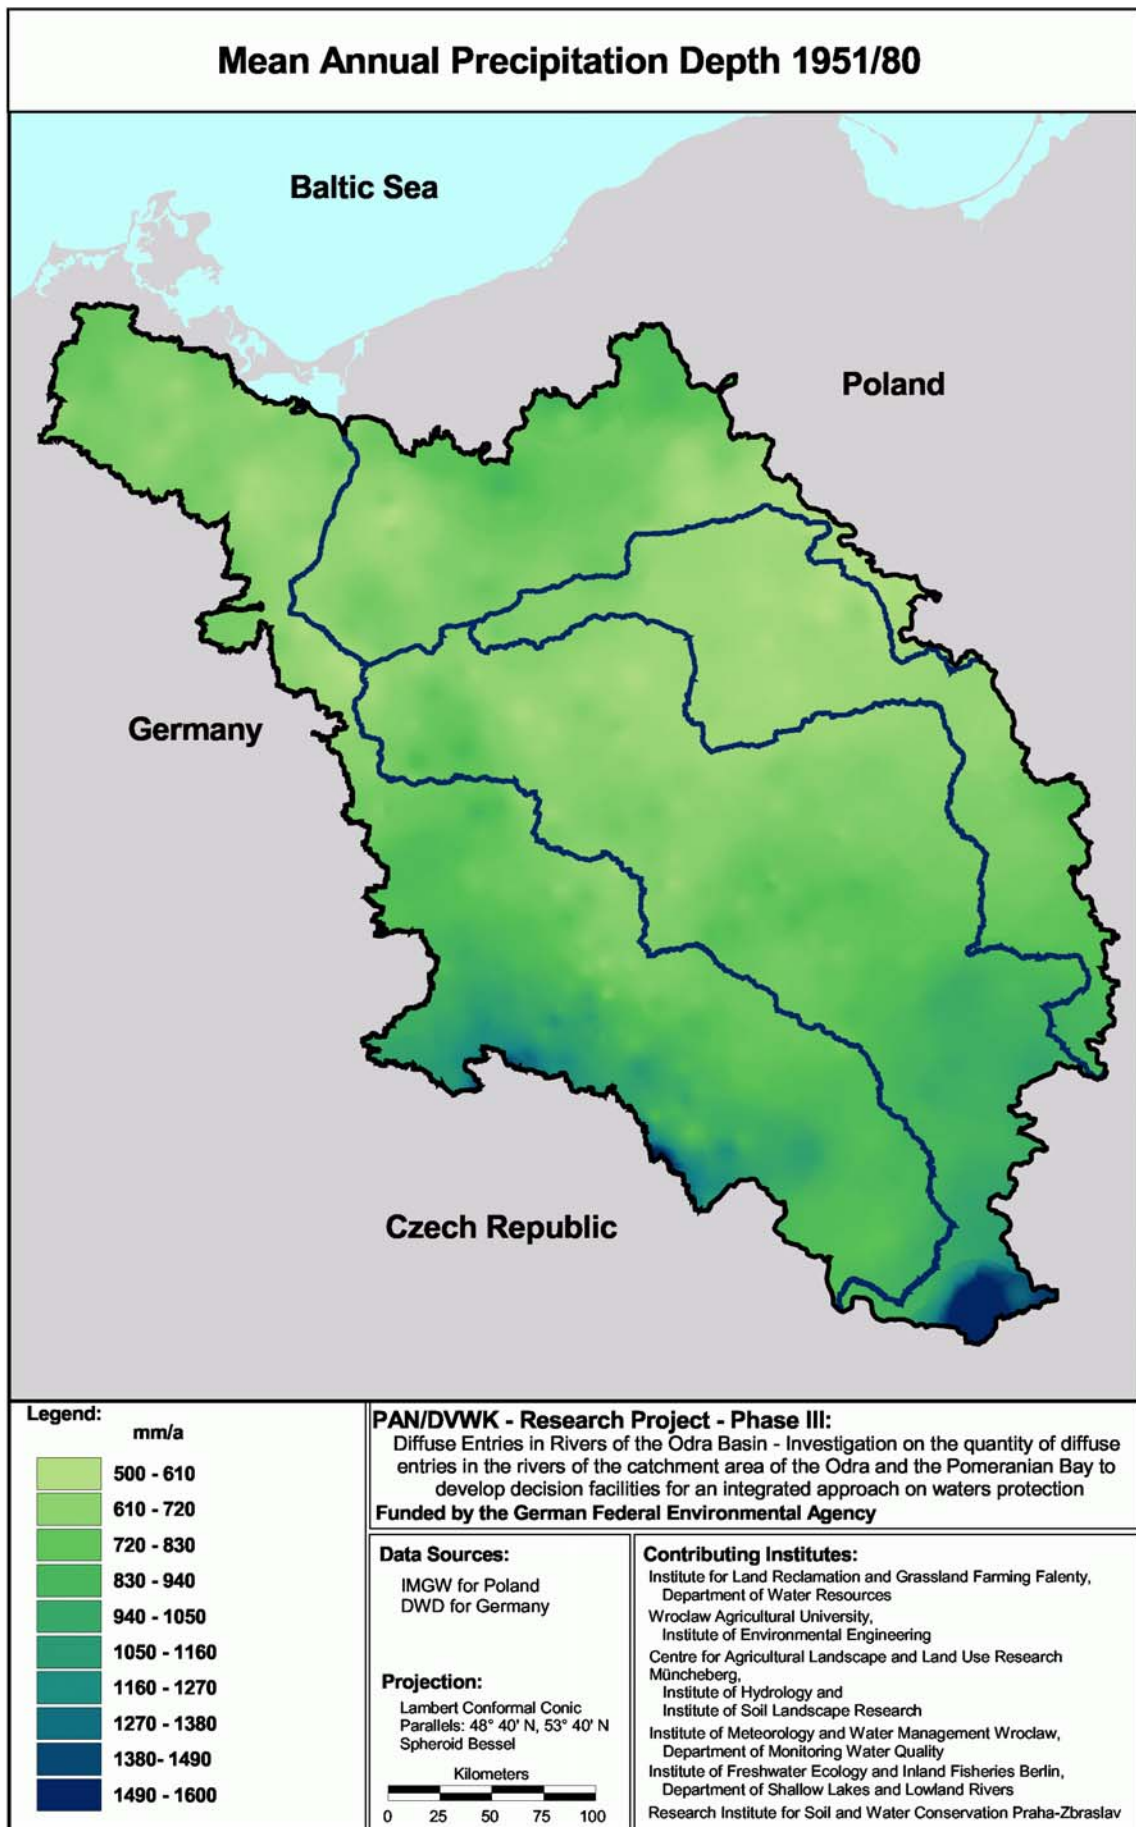 Mean Annual Precipitation Depth 1951/80
Baltic Sea
Poland
Germany
Czech Republic
Legend:
mm/a
500 - 610
610 - 720
720 - 830
830 - 940
940 - 1050
1050 - 1160
1160 - 1270
1270 - 1380
1380- 1490
1490 - 1600
PAN/DVWK - Research Project - Phase III:
Diffuse Entries in Rivers of the Odra Basin - Investigation on the quantity of diffuse
entries in the rivers of the catchment area of the Odra and the Pomeranian Bay to
develop decision facilities for an integrated approach on waters protection
Funded by the German Federal Environmental Agency
Data Sources:
IMGW for Poland
DWD for Germany
Projection:
Lambert Conformal Conic
Parallels: 48° 40' N, 53° 40' N
Spheroid Bessel
Kilometers
0 25 50 75 100
Contributing Institutes:
Institute for Land Reclamation and Grassland Farming Falenty,
Department of Water Resources
Wroclaw Agricultural University,
Institute of Environmental Engineering
Centre for Agricultural Landscape and Land Use Research
Müncheberg,
Institute of Hydrology and
Institute of Soil Landscape Research
Institute of Meteorology and Water Management Wroclaw,
Department of Monitoring Water Quality
Institute of Freshwater Ecology and Inland Fisheries Berlin,
Department of Shallow Lakes and Lowland Rivers
Research Institute for Soil and Water Conservation Praha-Zbraslav